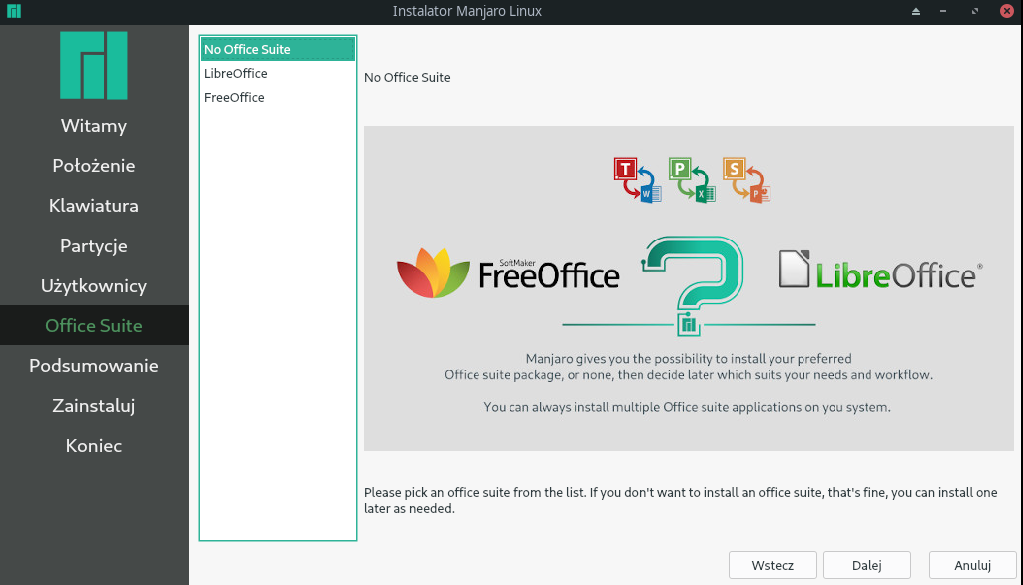 Instalator Manjaro Linux
Witamy
Położenie
Klawiatura
Partycje
Użytkownicy
Office Suite
Podsumowanie
Zainstaluj
Koniec
No Office Suite
LibreOffice
FreeOffice
No Office Suite
T P S
W X P
SoftMaker
FreeOffice
?
LibreOffice®
Manjaro gives you the possibility to install your preferred
Office suite package, or none, then decide later which suits your needs and workflow.
You can always install multiple Office suite applications on you system.
Please pick an office suite from the list. If you don't want to install an office suite, that's fine, you can install one
later as needed.
Wstecz
Dalej
Anuluj